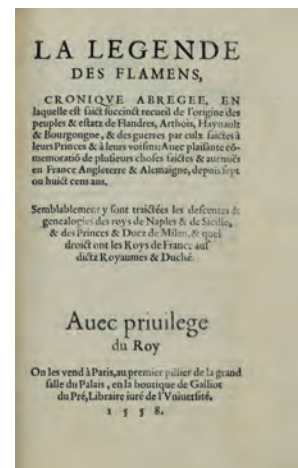 LA LEGENDE
DES FLAMENS,
CRONIQVE ABREGEE, EN
laquelle est faict succinct recueil de l'origine des
peuples & estatz de Flandres, Arthois, Haynault
& Bourgongne, & des guerres par eulx faictes à
leurs Princes & à leurs voisins: Auec plaisante cõ-
memoratiõ de plusieurs choses faictes & auenues
en France Angleterre & Alemaigne, depuis sept
ou huict cens ans.
Semblablement y sont traictées les descentes &
genealogies des roys de Naples & de Sicille,
& des Princes & Ducz de Milan, & quel
droict ont les Roys de France aus
dictz Royaumes & Duché.
Auec priuilege
du Roy
On les vend à Paris, au premier pillier de la grand
salle du Palais, en la boutique de Galliot
du Pré, Libraire iuré de l'Vniuersité.
1 5 5 8.